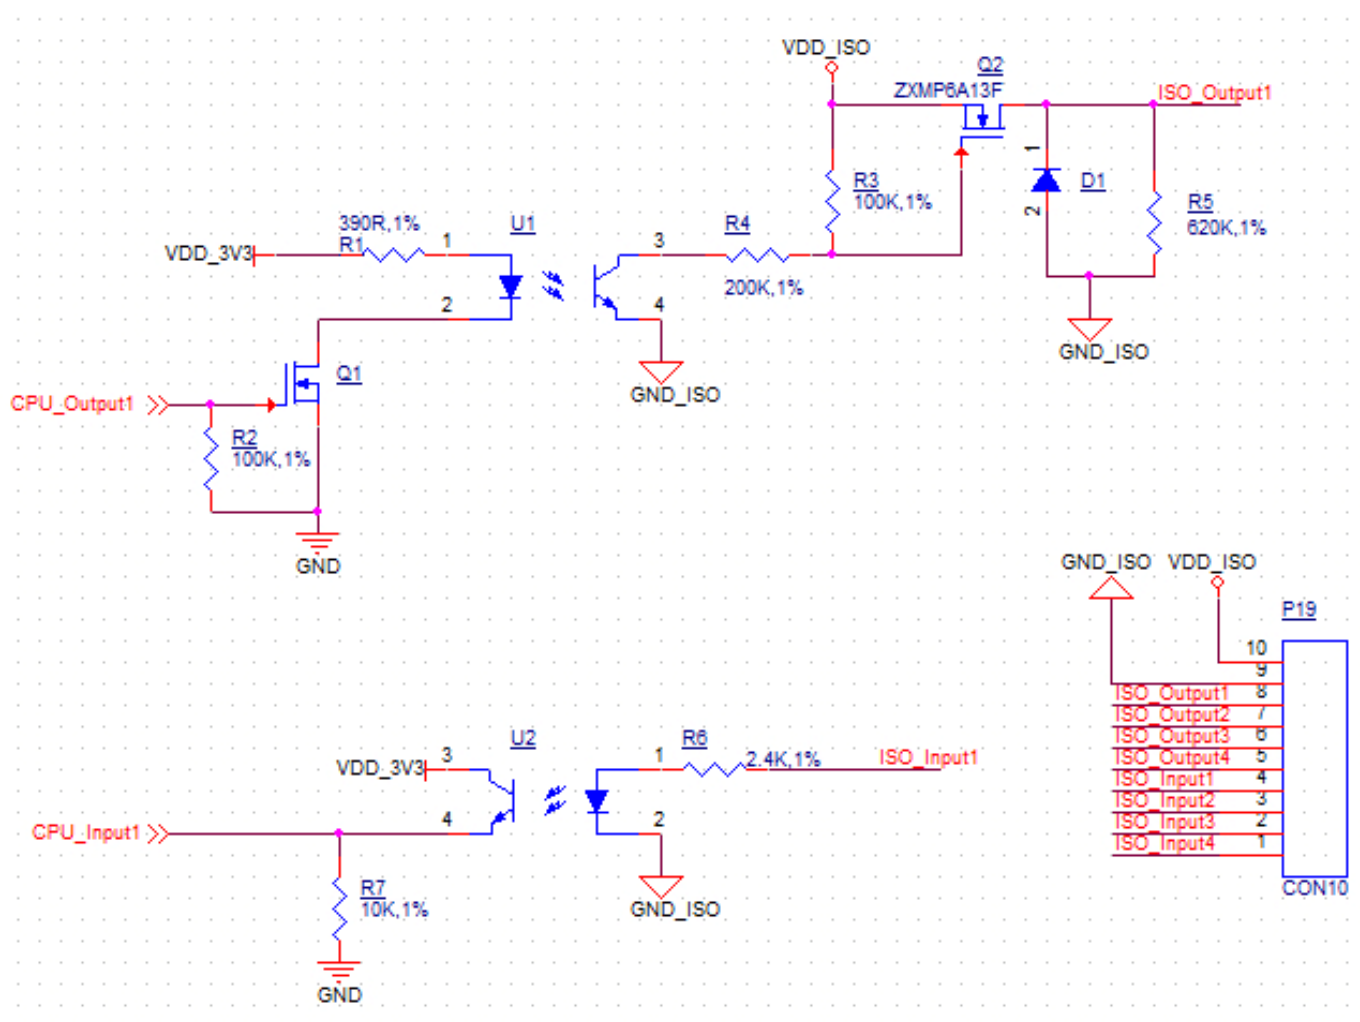 VDD_ISO
Q2
ZXMP6A13F
ISO_Output1
1
2
D1
R3
100K,1%
R5
620K,1%
390R,1%
R1
VDD_3V3
1
U1
3
R4
200K,1%
2
4
GND_ISO
GND_ISO
Q1
CPU_Output1
R2
100K,1%
GND
GND_ISO
VDD_ISO
P19
10
9
ISO_Output1 8
ISO_Output2 7
ISO_Output3 6
ISO_Output4 5
ISO_Input1 4
ISO_Input2 3
ISO_Input3 2
ISO_Input4 1
CON10
U2
VDD_3V3
3
1
R6
2.4K,1%
ISO_Input1
CPU_Input1
4
2
R7
10K,1%
GND_ISO
GND